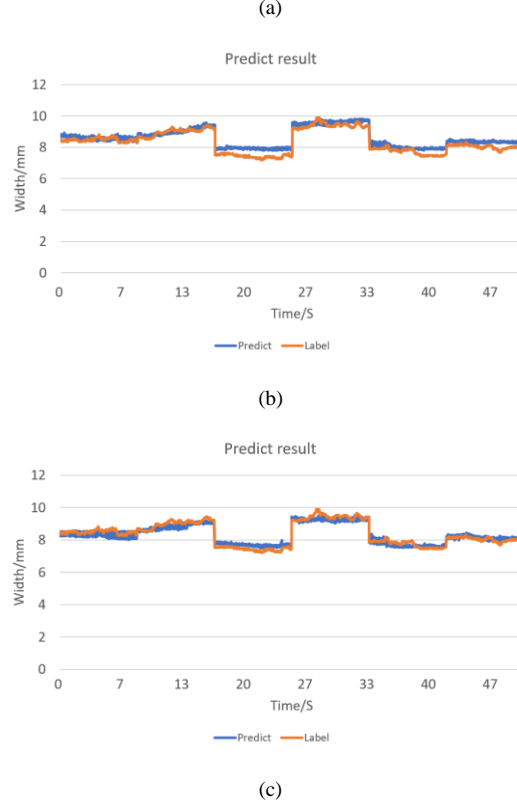 (a)
Predict result
12
10
8
6
4
2
0
Width/mm
0 7 13 20 27 33 40 47
Time/S
Predict Label
(b)
Predict result
12
10
8
6
4
2
0
Width/mm
0 7 13 20 27 33 40 47
Time/S
Predict Label
(c)